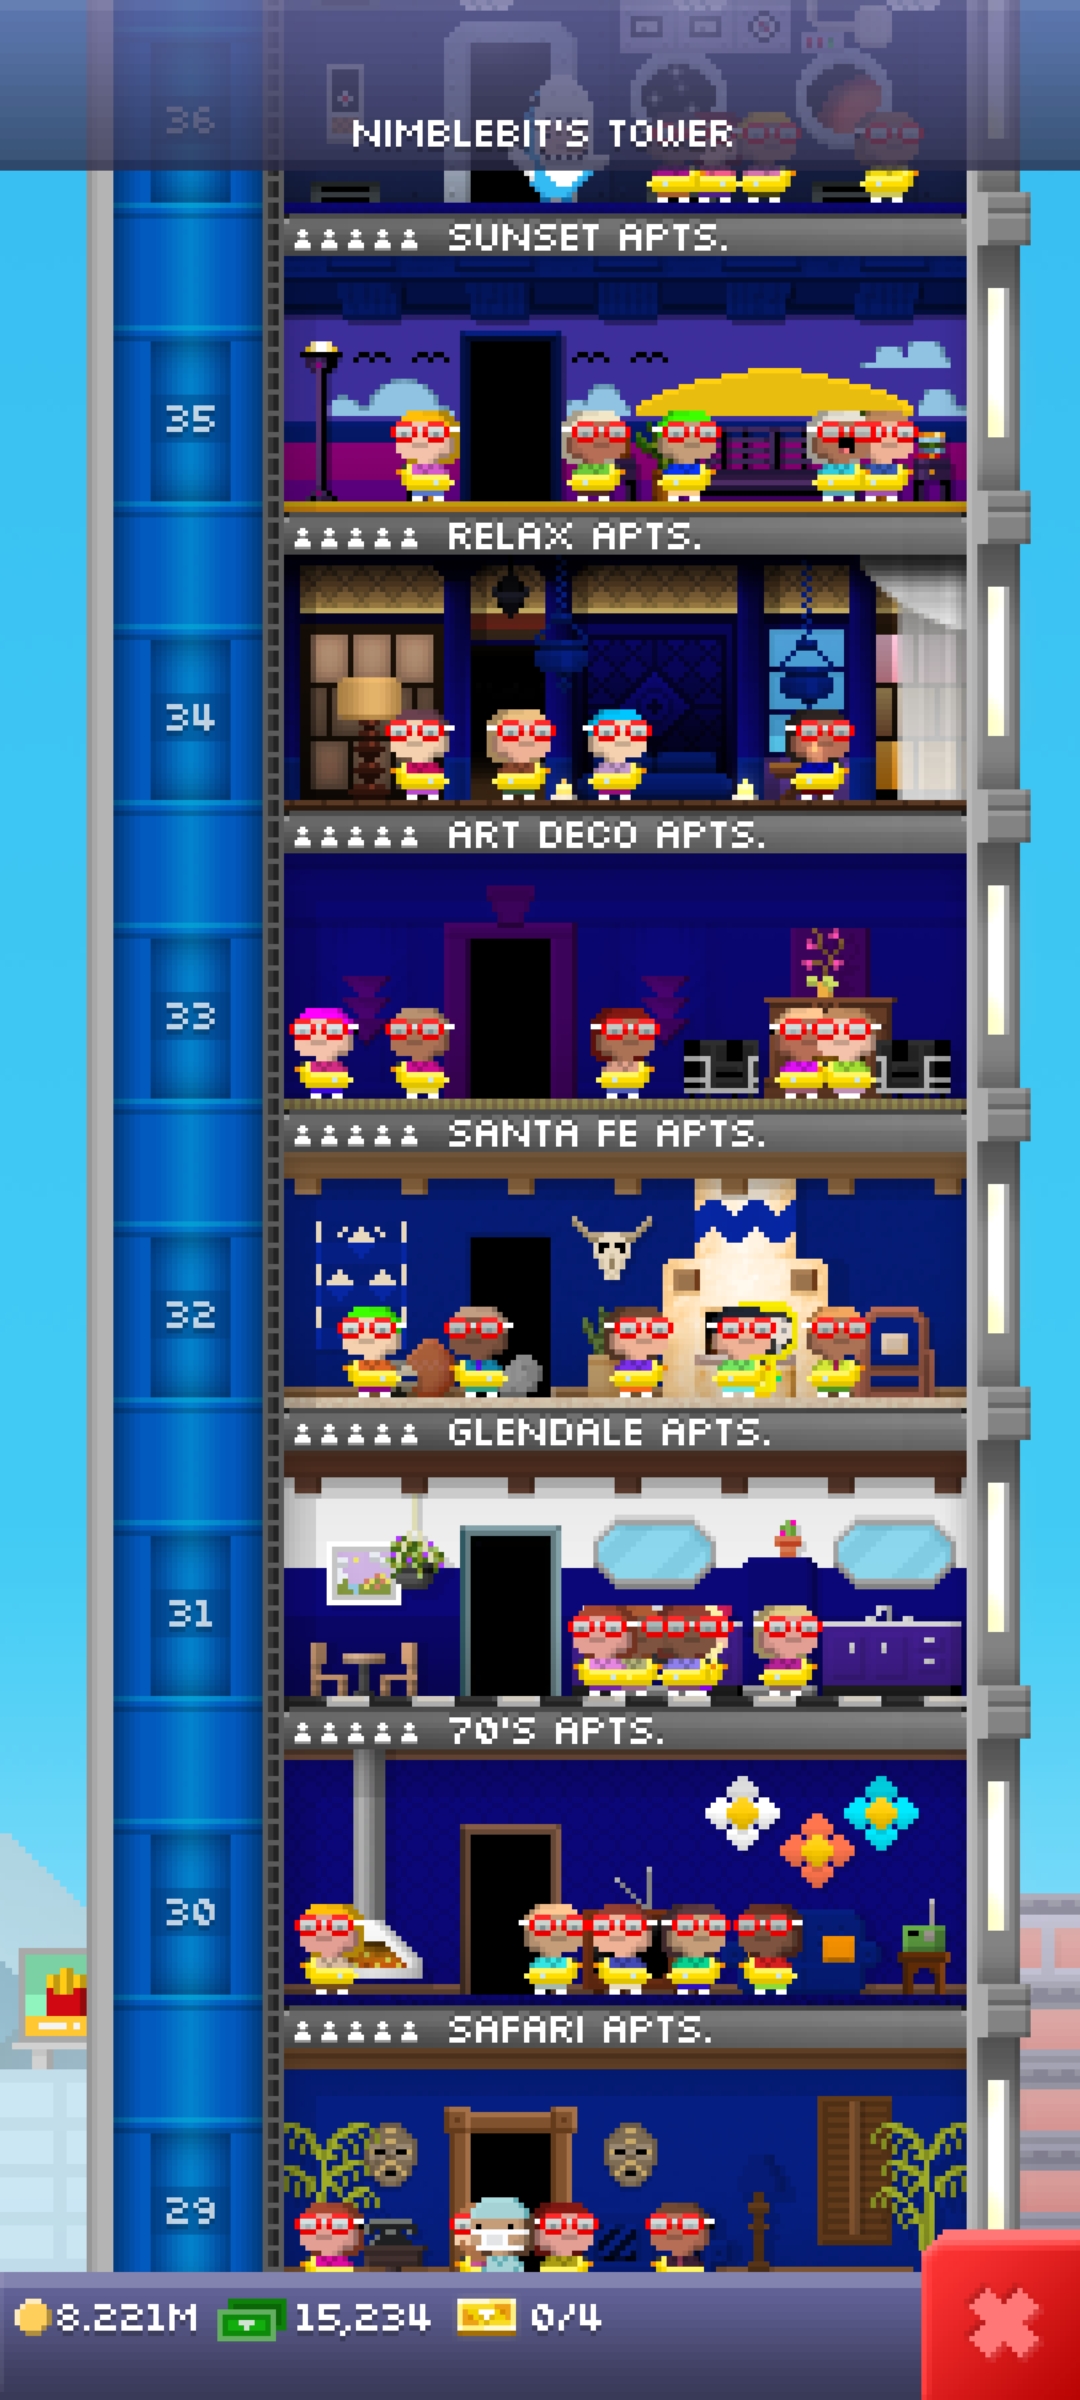 36
NIMBLEBIT'S TOWER
SUNSET APTS.
35
RELAX APTS.
34
ART DECO APTS.
33
SANTA FE APTS.
32
GLENDALE APTS.
31
70'S APTS.
30
SAFARI APTS.
29
8.221M 15,234 0/4